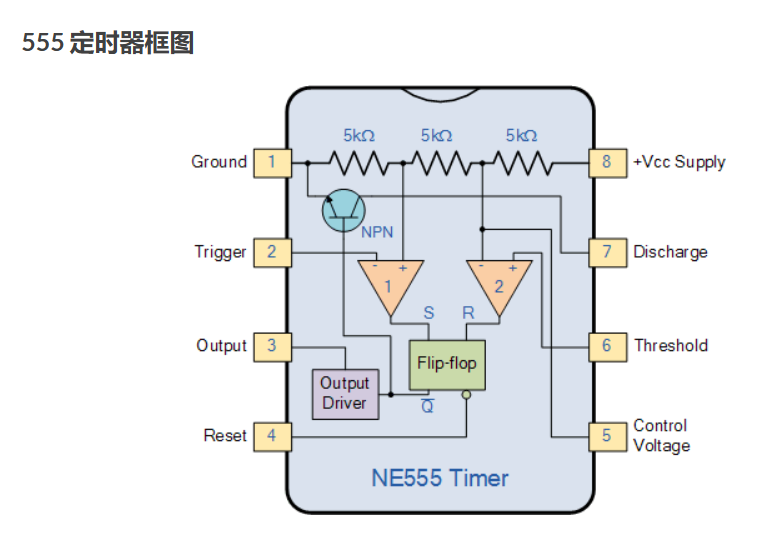 555 定时器框图
5kΩ 5kΩ 5kΩ
Ground 1 8 +Vcc Supply
NPN
Trigger 2 7 Discharge
- + - +
1 2
S R
Output 3 6 Threshold
Flip-flop
Output
Driver
Q̅
Reset 4 5 Control
Voltage
NE555 Timer